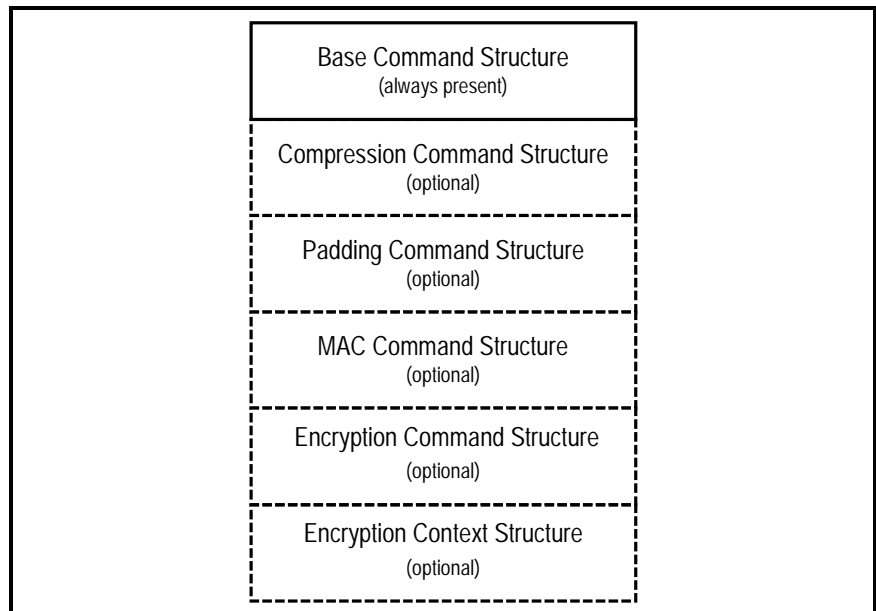 Base Command Structure
(always present)
Compression Command Structure
(optional)
Padding Command Structure
(optional)
MAC Command Structure
(optional)
Encryption Command Structure
(optional)
Encryption Context Structure
(optional)